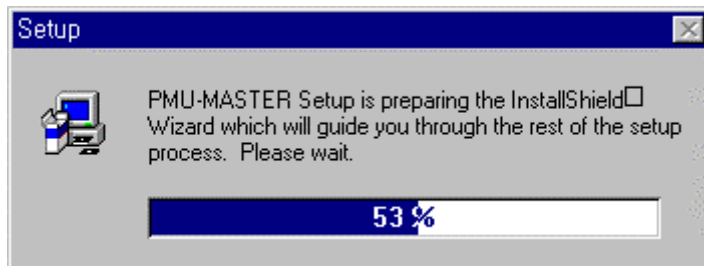 Setup
PMU-MASTER Setup is preparing the InstallShield□
Wizard which will guide you through the rest of the setup
process.  Please wait.
53 %